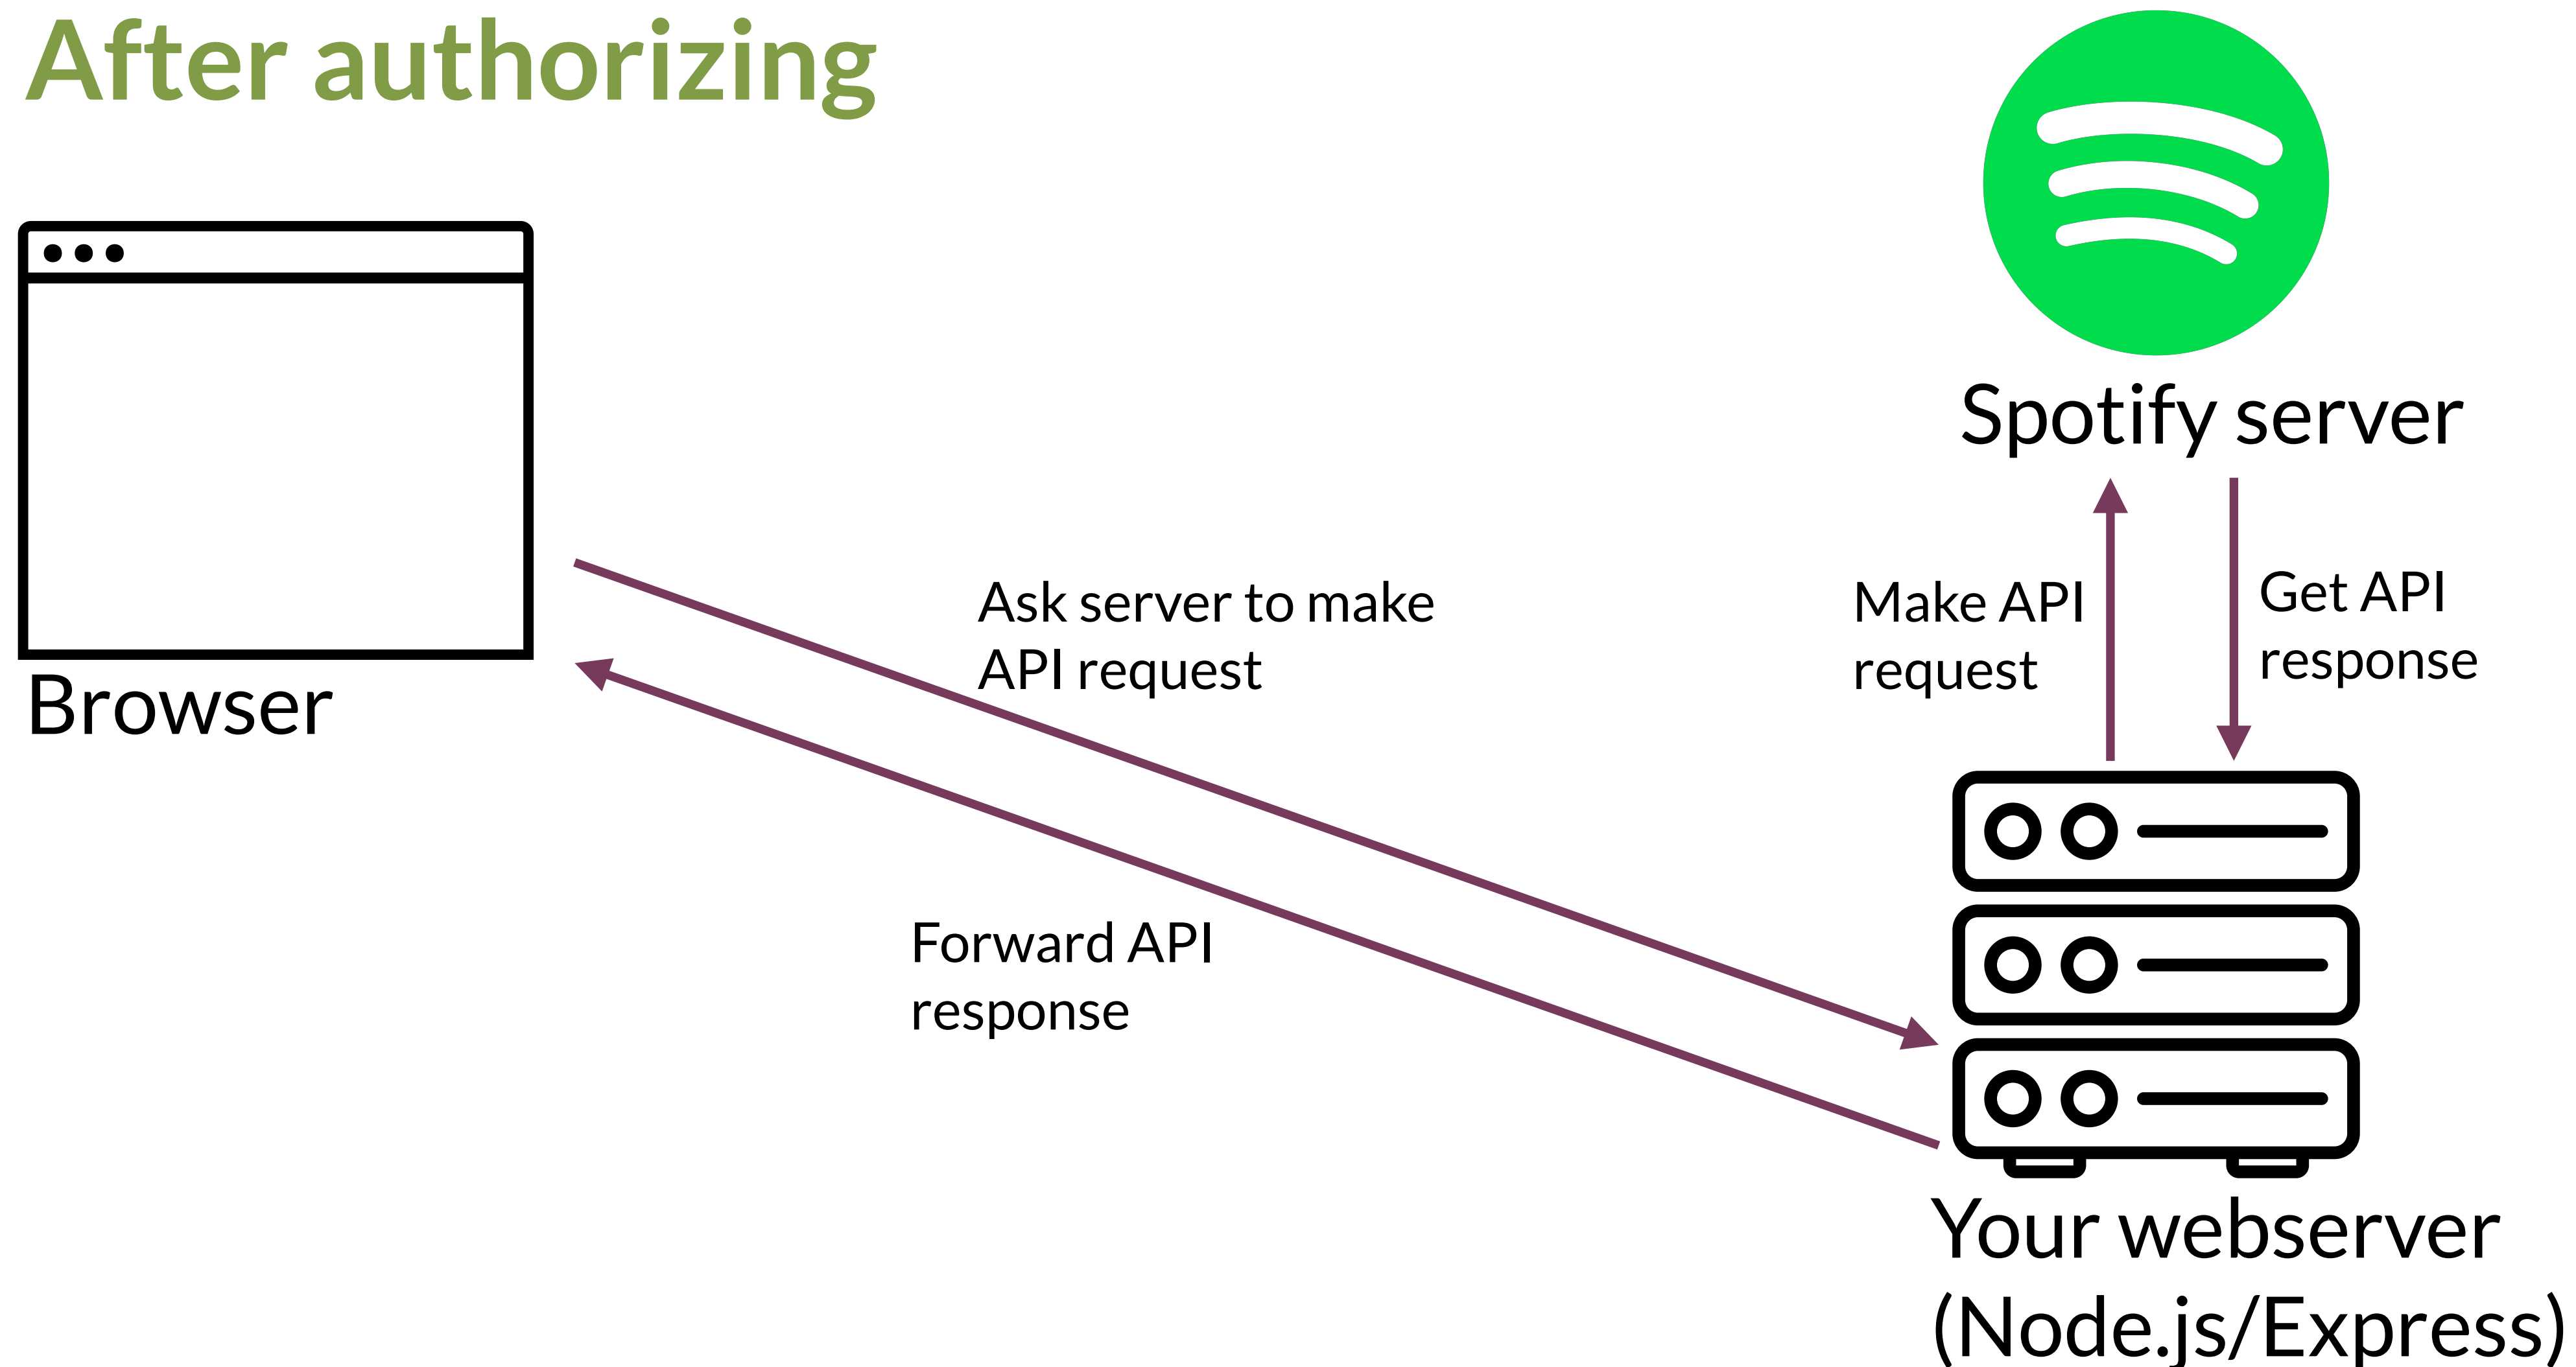 After authorizing
Spotify server
Browser
Ask server to make
API request
Make API
request
Get API
response
Forward API
response
Your webserver
(Node.js/Express)